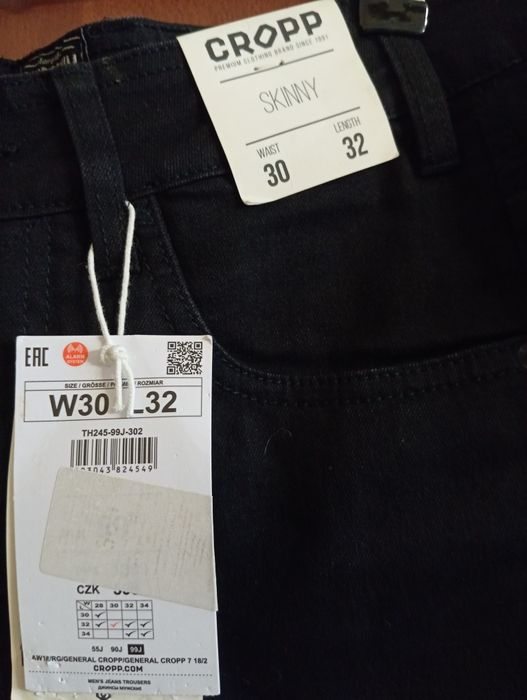 CROPP
PREMIUM CLOTHING BRAND SINCE 1991
SKINNY
WAIST
30
LENGTH
32
EAC
ALARM
SYSTEM
SIZE / GRÖSSE / / ROZMIAR
W30 L32
TH245-99J-302
03043 824549
CZK
W 28 30 32 34
30
32
34
55J 90J 99J
AW18/RG/GENERAL CROPP/GENERAL CROPP 7 18/2
CROPP.COM
MEN'S JEANS TROUSERS
ДЖИНСЫ МУЖСКИЕ